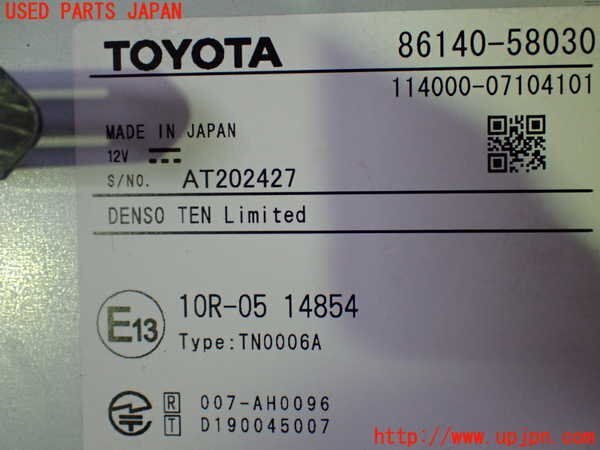 USED PARTS JAPAN
TOYOTA 86140-58030
114000-07104101
MADE IN JAPAN
12V
S/NO. AT202427
DENSO TEN Limited
E13 10R-05 14854
Type:TN0006A
R 007-AH0096
T D190045007
http://www.upjpn.com/